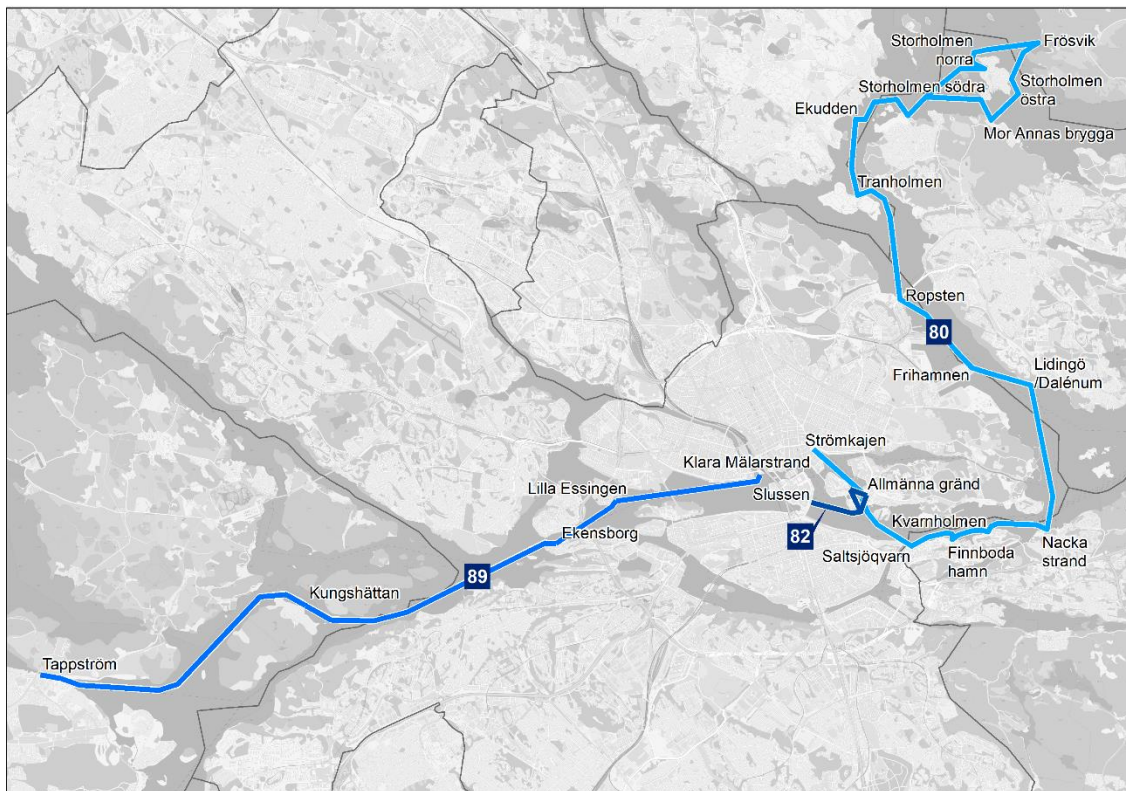 Storholmen
norra
Frösvik
Storholmen södra
Storholmen
östra
Ekudden
Mor Annas brygga
Tranholmen
Ropsten
80
Frihamnen
Lidingö
/Dalénum
Strömkajen
Klara Mälarstrand
Allmänna gränd
Lilla Essingen
Slussen
Kvarnholmen
Ekensborg
82
Saltsjöqvarn
Finnboda
hamn
Nacka
strand
89
Kungshättan
Tappström